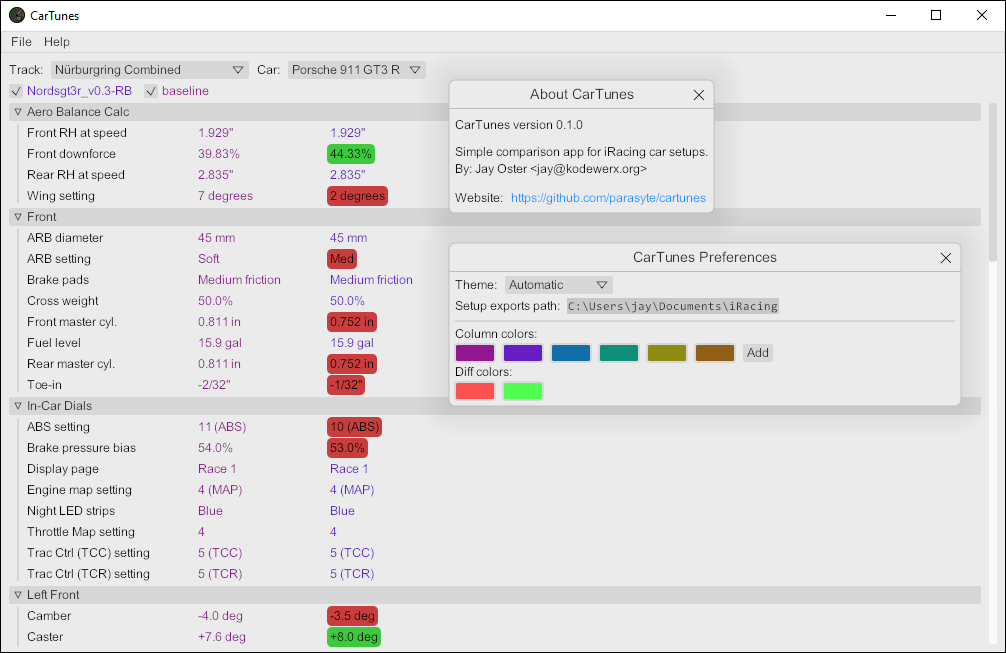 CarTunes
File Help
Track: Nürburgring Combined Car: Porsche 911 GT3 R
Nordsgt3r_v0.3-RB baseline
Aero Balance Calc
Front RH at speed 1.929" 1.929"
Front downforce 39.83% 44.33%
Rear RH at speed 2.835" 2.835"
Wing setting 7 degrees 2 degrees
Front
ARB diameter 45 mm 45 mm
ARB setting Soft Med
Brake pads Medium friction Medium friction
Cross weight 50.0% 50.0%
Front master cyl. 0.811 in 0.752 in
Fuel level 15.9 gal 15.9 gal
Rear master cyl. 0.811 in 0.752 in
Toe-in -2/32" -1/32"
In-Car Dials
ABS setting 11 (ABS) 10 (ABS)
Brake pressure bias 54.0% 53.0%
Display page Race 1 Race 1
Engine map setting 4 (MAP) 4 (MAP)
Night LED strips Blue Blue
Throttle Map setting 4 4
Trac Ctrl (TCC) setting 5 (TCC) 5 (TCC)
Trac Ctrl (TCR) setting 5 (TCR) 5 (TCR)
Left Front
Camber -4.0 deg -3.5 deg
Caster +7.6 deg +8.0 deg
About CarTunes
CarTunes version 0.1.0
Simple comparison app for iRacing car setups.
By: Jay Oster <jay@kodewerx.org>
Website: https://github.com/parasyte/cartunes
CarTunes Preferences
Theme: Automatic
Setup exports path: C:\Users\jay\Documents\iRacing
Column colors:
Add
Diff colors: